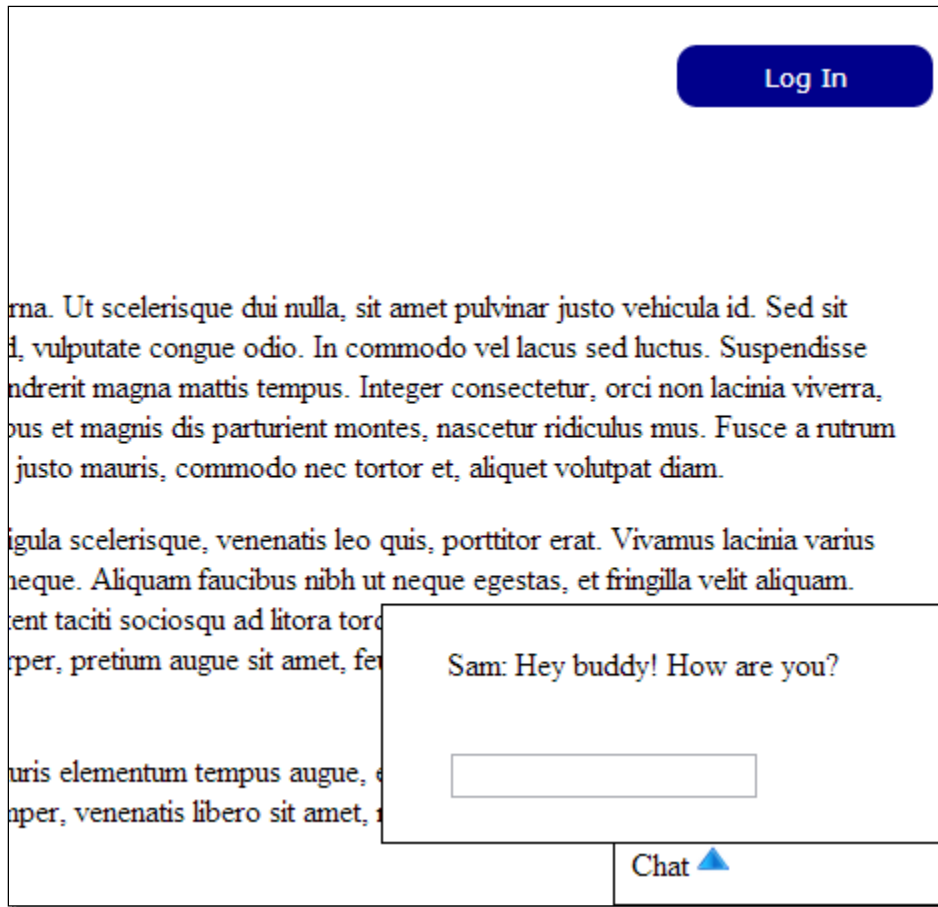 Log In
rna. Ut scelerisque dui nulla, sit amet pulvinar justo vehicula id. Sed sit
d, vulputate congue odio. In commodo vel lacus sed luctus. Suspendisse
ndrerit magna mattis tempus. Integer consectetur, orci non lacinia viverra,
bus et magnis dis parturient montes, nascetur ridiculus mus. Fusce a rutrum
justo mauris, commodo nec tortor et, aliquet volutpat diam.
igula scelerisque, venenatis leo quis, porttitor erat. Vivamus lacinia varius
neque. Aliquam faucibus nibh ut neque egestas, et fringilla velit aliquam.
tent taciti sociosqu ad litora torq
rper, pretium augue sit amet, feu
uris elementum tempus augue,
mper, venenatis libero sit amet,
Sam: Hey buddy! How are you?
Chat